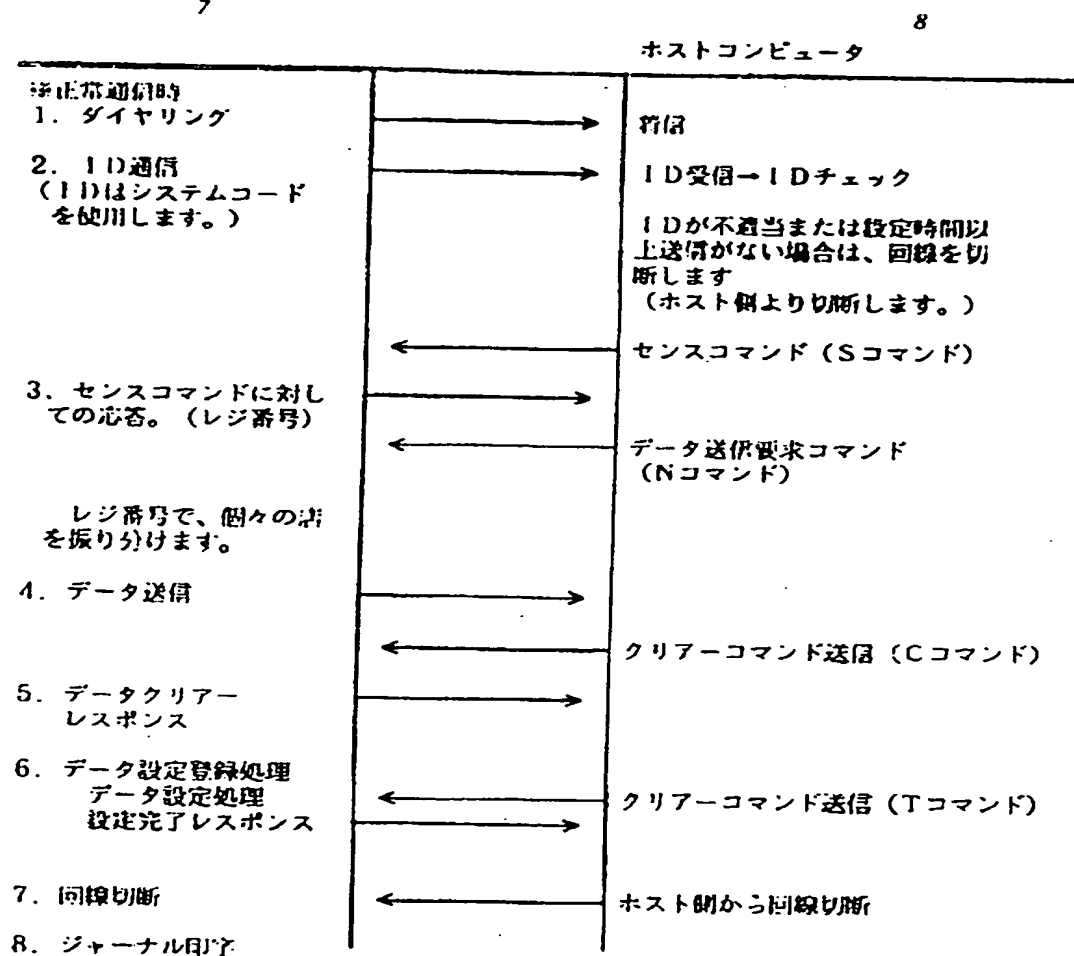 7
8
ホストコンピュータ
※正常通信時
1. ダイヤリング
着信
2. ID通信
(IDはシステムコード
を使用します。)
ID受信→IDチェック
IDが不適当または設定時間以
上送信がない場合は、回線を切
断します
(ホスト側より切断します。)
センスコマンド(Sコマンド)
3. センスコマンドに対し
ての応答。(レジ番号)
データ送信要求コマンド
(Nコマンド)
レジ番号で、個々の店
を振り分けます。
4. データ送信
クリアーコマンド送信(Cコマンド)
5. データクリアー
レスポンス
6. データ設定登録処理
データ設定処理
設定完了レスポンス
クリアーコマンド送信(Tコマンド)
7. 回線切断
ホスト側から回線切断
8. ジャーナル印字